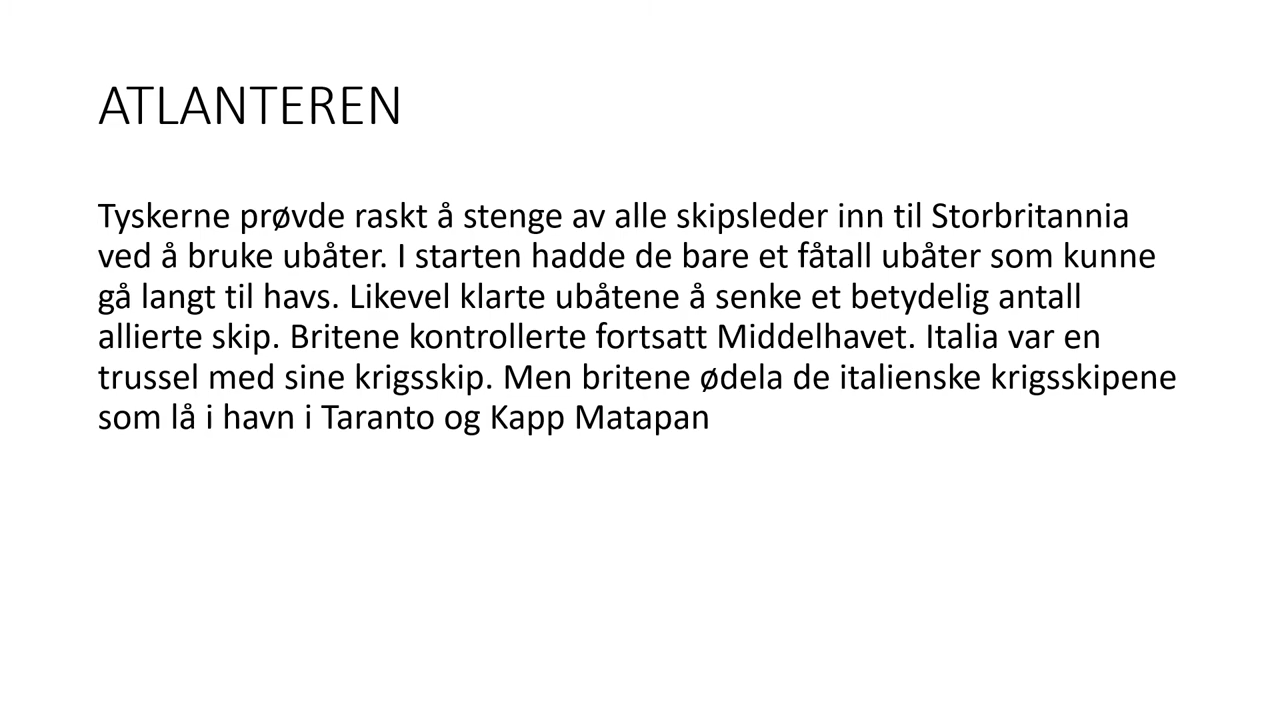 ATLANTEREN
Tyskerne prøvde raskt å stenge av alle skipsleder inn til Storbritannia
ved å bruke ubåter. I starten hadde de bare et fåtall ubåter som kunne
gå langt til havs. Likevel klarte ubåtene å senke et betydelig antall
allierte skip. Britene kontrollerte fortsatt Middelhavet. Italia var en
trussel med sine krigsskip. Men britene ødela de italienske krigsskipene
som lå i havn i Taranto og Kapp Matapan